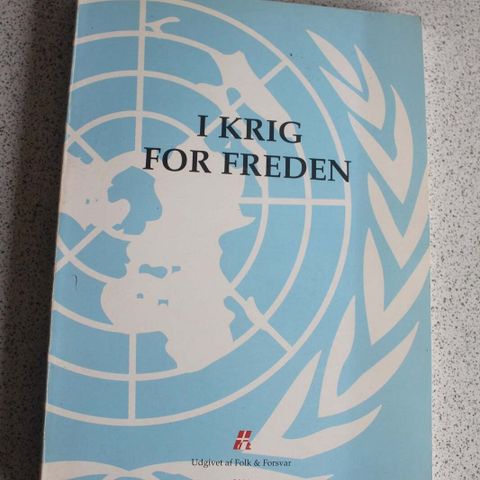 I KRIG
FOR FREDEN
Udgivet af Folk & Forsvar